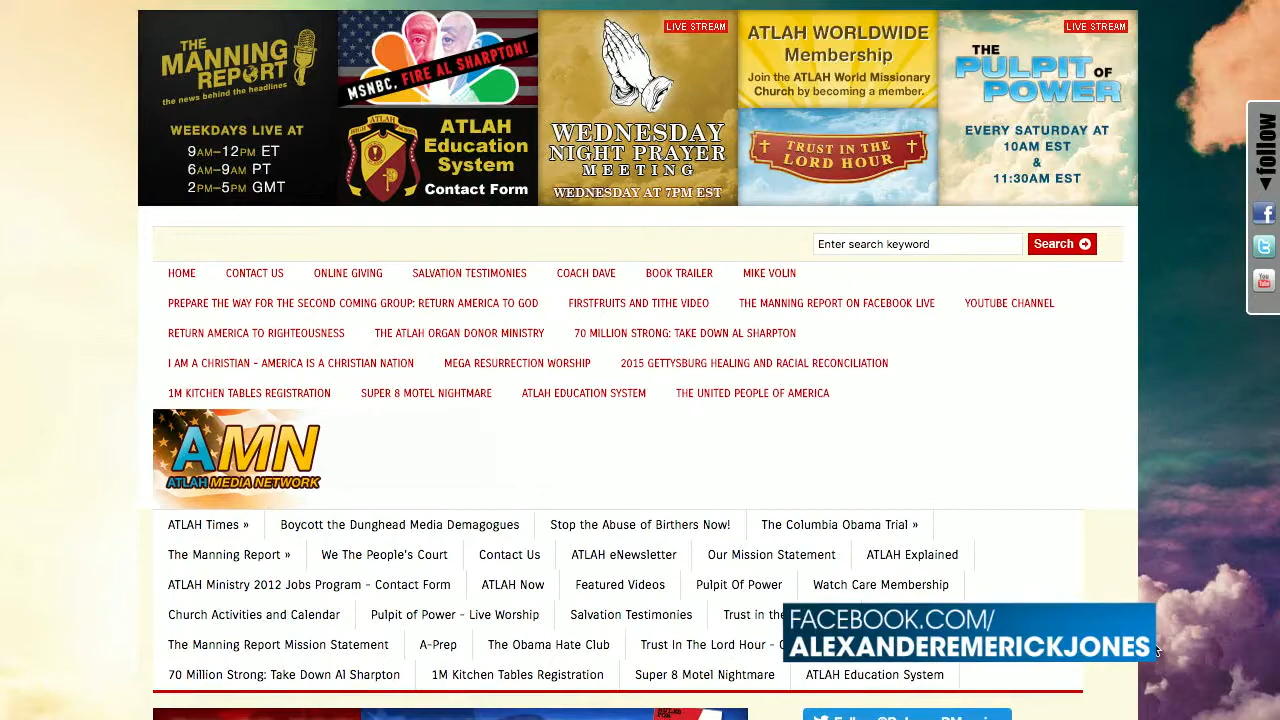 THE
MANNING
REPORT
the news behind the headlines
WEEKDAYS LIVE AT
9AM–12PM ET
6AM–9AM PT
2PM–5PM GMT
MSNBC, FIRE AL SHARPTON!
ATLAH
ATLAH
Education
System
Contact Form
LIVE STREAM
WEDNESDAY
NIGHT PRAYER
MEETING
WEDNESDAY AT 7PM EST
ATLAH WORLDWIDE
Membership
Join the ATLAH World Missionary
Church by becoming a member.
TRUST IN THE
LORD HOUR
LIVE STREAM
THE
PULPIT OF
POWER
EVERY SATURDAY AT
10AM EST
&
11:30AM EST
follow
Enter search keyword
Search
HOME CONTACT US ONLINE GIVING SALVATION TESTIMONIES COACH DAVE BOOK TRAILER MIKE VOLIN
PREPARE THE WAY FOR THE SECOND COMING GROUP: RETURN AMERICA TO GOD FIRSTFRUITS AND TITHE VIDEO THE MANNING REPORT ON FACEBOOK LIVE YOUTUBE CHANNEL
RETURN AMERICA TO RIGHTEOUSNESS THE ATLAH ORGAN DONOR MINISTRY 70 MILLION STRONG: TAKE DOWN AL SHARPTON
I AM A CHRISTIAN – AMERICA IS A CHRISTIAN NATION MEGA RESURRECTION WORSHIP 2015 GETTYSBURG HEALING AND RACIAL RECONCILIATION
1M KITCHEN TABLES REGISTRATION SUPER 8 MOTEL NIGHTMARE ATLAH EDUCATION SYSTEM THE UNITED PEOPLE OF AMERICA
AMN
ATLAH MEDIA NETWORK
ATLAH Times » Boycott the Dunghead Media Demagogues Stop the Abuse of Birthers Now! The Columbia Obama Trial »
The Manning Report » We The People's Court Contact Us ATLAH eNewsletter Our Mission Statement ATLAH Explained
ATLAH Ministry 2012 Jobs Program – Contact Form ATLAH Now Featured Videos Pulpit Of Power Watch Care Membership
Church Activities and Calendar Pulpit of Power – Live Worship Salvation Testimonies Trust in the
The Manning Report Mission Statement A-Prep The Obama Hate Club Trust In The Lord Hour –
70 Million Strong: Take Down Al Sharpton 1M Kitchen Tables Registration Super 8 Motel Nightmare ATLAH Education System
FACEBOOK.COM/
ALEXANDEREMERICKJONES